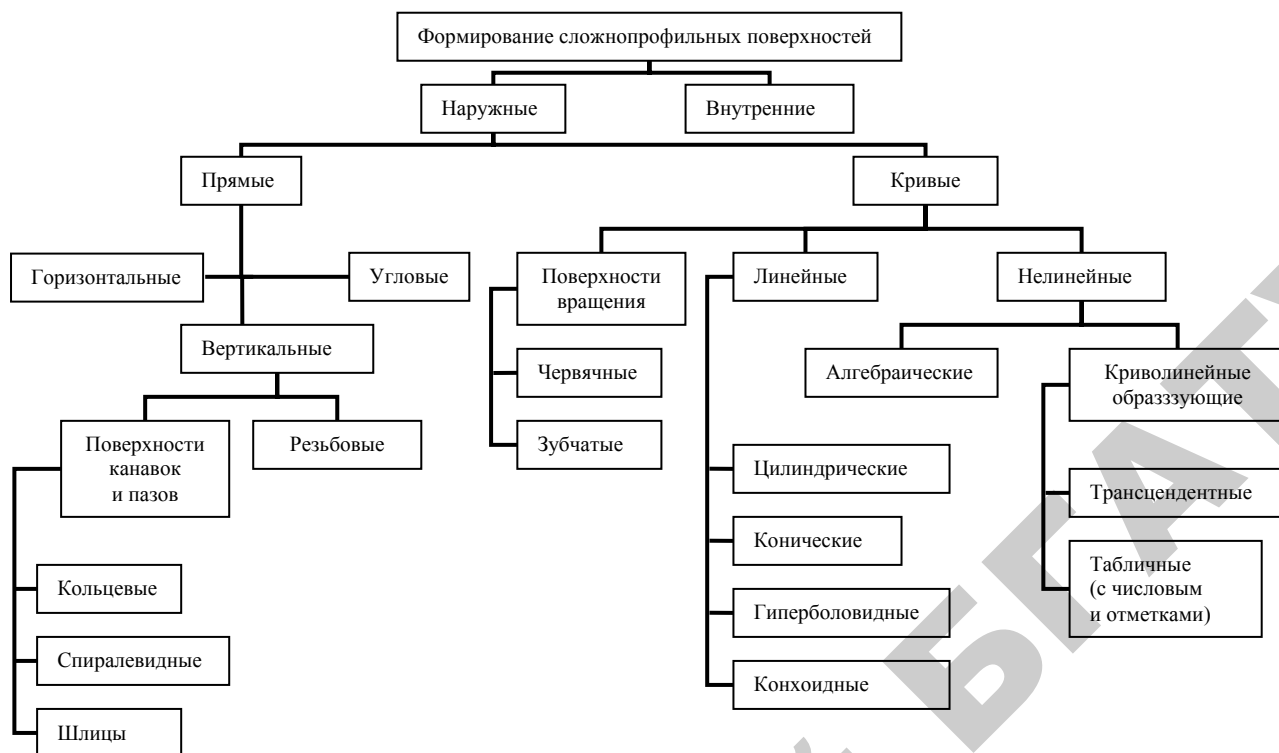 Формирование сложнопрофильных поверхностей
Наружные
Внутренние
Прямые
Кривые
Горизонтальные
Угловые
Поверхности
вращения
Линейные
Нелинейные
Вертикальные
Червячные
Алгебраические
Криволинейные
образззующие
Поверхности
канавок
и пазов
Резьбовые
Зубчатые
Цилиндрические
Трансцендентные
Конические
Табличные
(с числовым
и отметками)
Кольцевые
Гиперболовидные
Спиралевидные
Конхоидные
Шлицы
БГАТУ